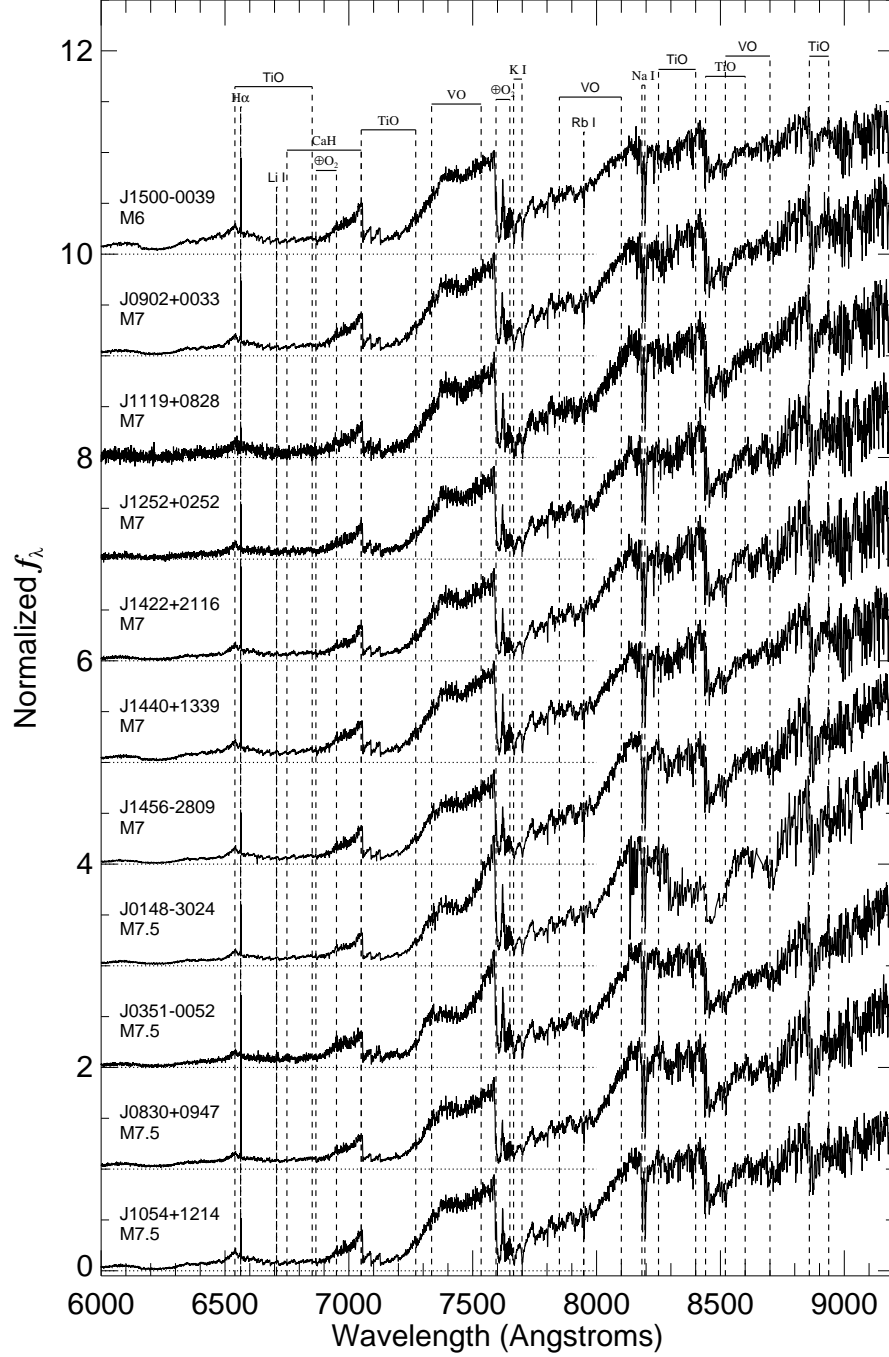 12
VO
TiO
TiO
TiO
K I
Na I
TiO
Hα
VO
⊕O₂
VO
TiO
Rb I
CaH
Li I
⊕O₂
J1500-0039
M6
10
J0902+0033
M7
J1119+0828
M7
8
J1252+0252
M7
J1422+2116
M7
6
J1440+1339
M7
J1456-2809
M7
4
J0148-3024
M7.5
J0351-0052
M7.5
2
J0830+0947
M7.5
J1054+1214
M7.5
0
Normalized fλ
6000 6500 7000 7500 8000 8500 9000
Wavelength (Angstroms)